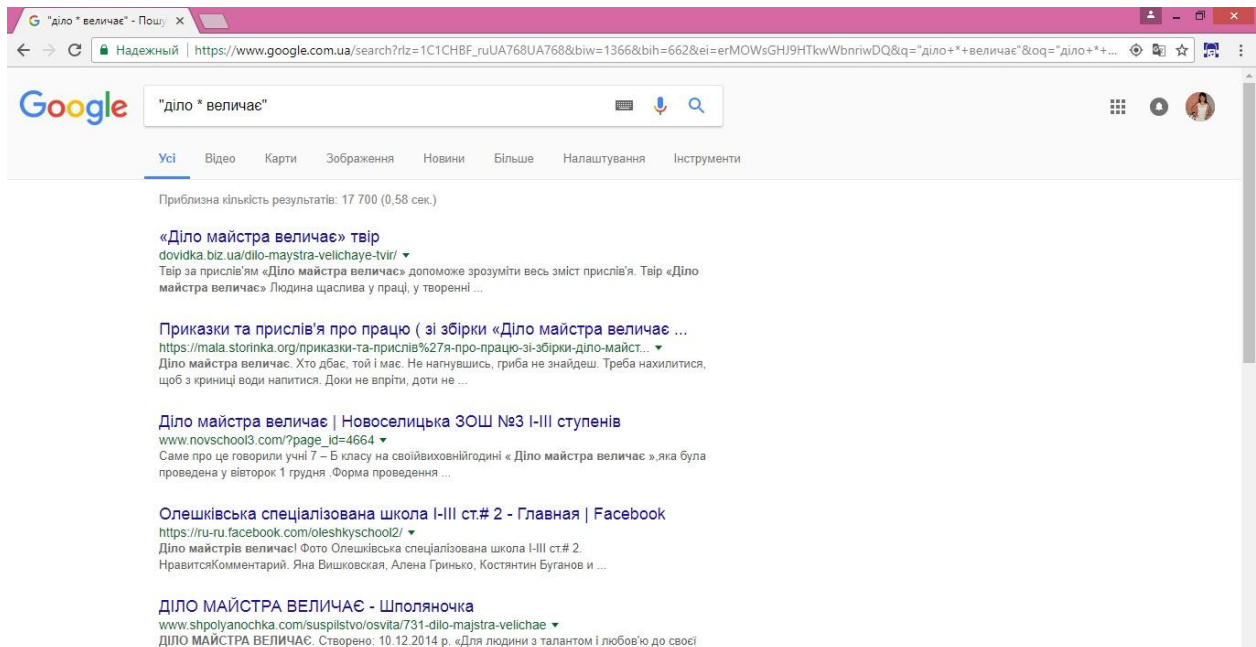 "діло * величає" - Пошу
Надежный | https://www.google.com.ua/search?rlz=1C1CHBF_ruUA768UA768&biw=1366&bih=662&ei=erMOWsGHJ9HTkwWbnriwDQ&q="діло+*+величає"&oq="діло+*+...
Google
"діло * величає"
Усі Відео Карти Зображення Новини Більше Налаштування Інструменти
Приблизна кількість результатів: 17 700 (0,58 сек.)
«Діло майстра величає» твір
dovidka.biz.ua/dilo-maystra-velichaye-tvir/
Твір за прислів'ям «Діло майстра величає» допоможе зрозуміти весь зміст прислів'я. Твір «Діло
майстра величає» Людина щаслива у праці, у творенні ...
Приказки та прислів'я про працю ( зі збірки «Діло майстра величає ...
https://mala.storinka.org/приказки-та-прислів%27я-про-працю-зі-збірки-діло-майст...
Діло майстра величає. Хто дбає, той і має. Не нагнувшись, гриба не знайдеш. Треба нахилитися,
щоб з криниці води напитися. Доки не впріти, доти не ...
Діло майстра величає | Новоселицька ЗОШ №3 І-ІІІ ступенів
www.novschool3.com/?page_id=4664
Саме про це говорили учні 7 – Б класу на своїйвиховнійгодині « Діло майстра величає »,яка була
проведена у вівторок 1 грудня .Форма проведення ...
Олешківська спеціалізована школа І-ІІІ ст.# 2 - Главная | Facebook
https://ru-ru.facebook.com/oleshkyschool2/
Діло майстрів величає! Фото Олешківська спеціалізована школа І-ІІІ ст.# 2.
НравитсяКомментарий. Яна Вишковская, Алена Гринько, Костянтин Буганов и ...
ДІЛО МАЙСТРА ВЕЛИЧАЄ - Шполяночка
www.shpolyanochka.com/suspilstvo/osvita/731-dilo-majstra-velichae
ДІЛО МАЙСТРА ВЕЛИЧАЄ. Створено: 10.12.2014 р. «Для людини з талантом і любов'ю до своєї